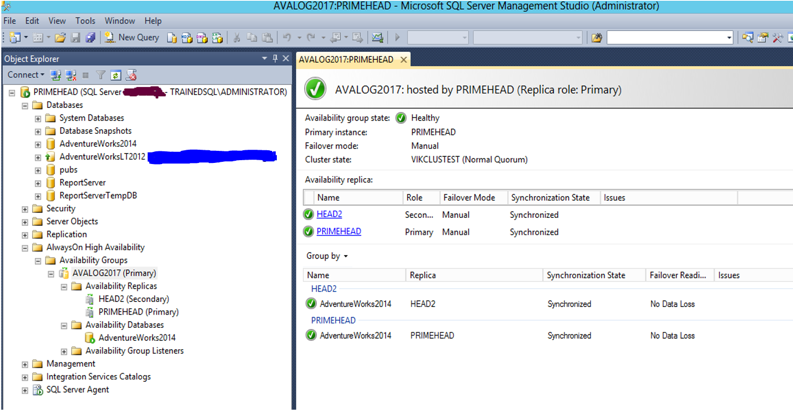 AVALOG2017:PRIMEHEAD - Microsoft SQL Server Management Studio (Administrator)
File Edit View Tools Window Help
New Query
Object Explorer
Connect
PRIMEHEAD (SQL Server - TRAINEDSQL\ADMINISTRATOR)
Databases
System Databases
Database Snapshots
AdventureWorks2014
AdventureWorksLT2012
pubs
ReportServer
ReportServerTempDB
Security
Server Objects
Replication
AlwaysOn High Availability
Availability Groups
AVALOG2017 (Primary)
Availability Replicas
HEAD2 (Secondary)
PRIMEHEAD (Primary)
Availability Databases
AdventureWorks2014
Availability Group Listeners
Management
Integration Services Catalogs
SQL Server Agent
AVALOG2017:PRIMEHEAD
AVALOG2017: hosted by PRIMEHEAD (Replica role: Primary)
Availability group state: Healthy
Primary instance: PRIMEHEAD
Failover mode: Manual
Cluster state: VIKCLUSTEST (Normal Quorum)
Availability replica:
Name Role Failover Mode Synchronization State Issues
HEAD2 Secon... Manual Synchronized
PRIMEHEAD Primary Manual Synchronized
Group by
Name Replica Synchronization State Failover Readi... Issues
HEAD2
AdventureWorks2014 HEAD2 Synchronized No Data Loss
PRIMEHEAD
AdventureWorks2014 PRIMEHEAD Synchronized No Data Loss